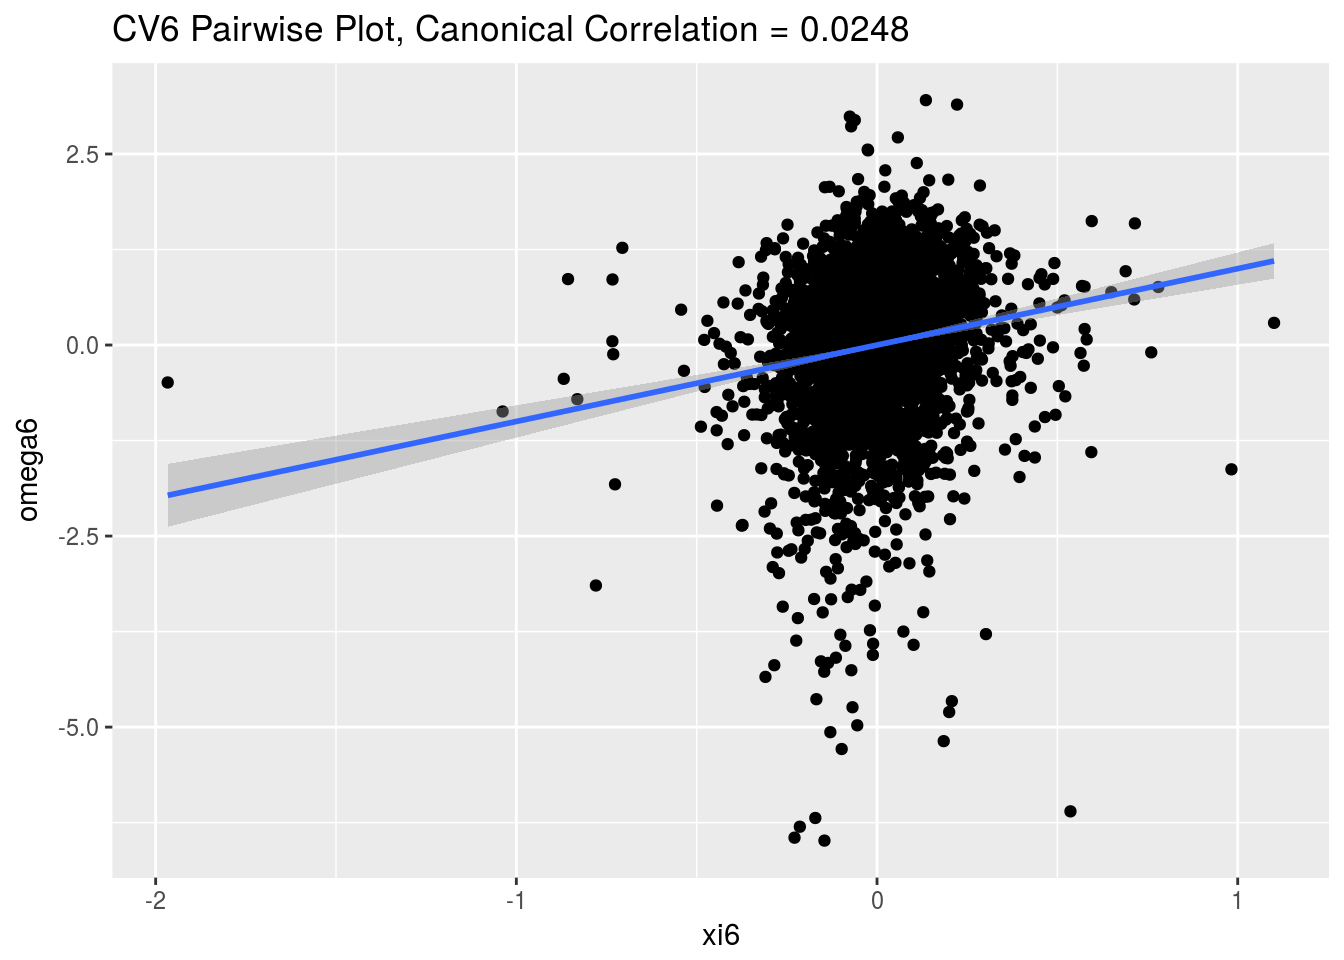 CV6 Pairwise Plot, Canonical Correlation = 0.0248
2.5
0.0
-2.5
-5.0
omega6
-2
-1
0
1
xi6